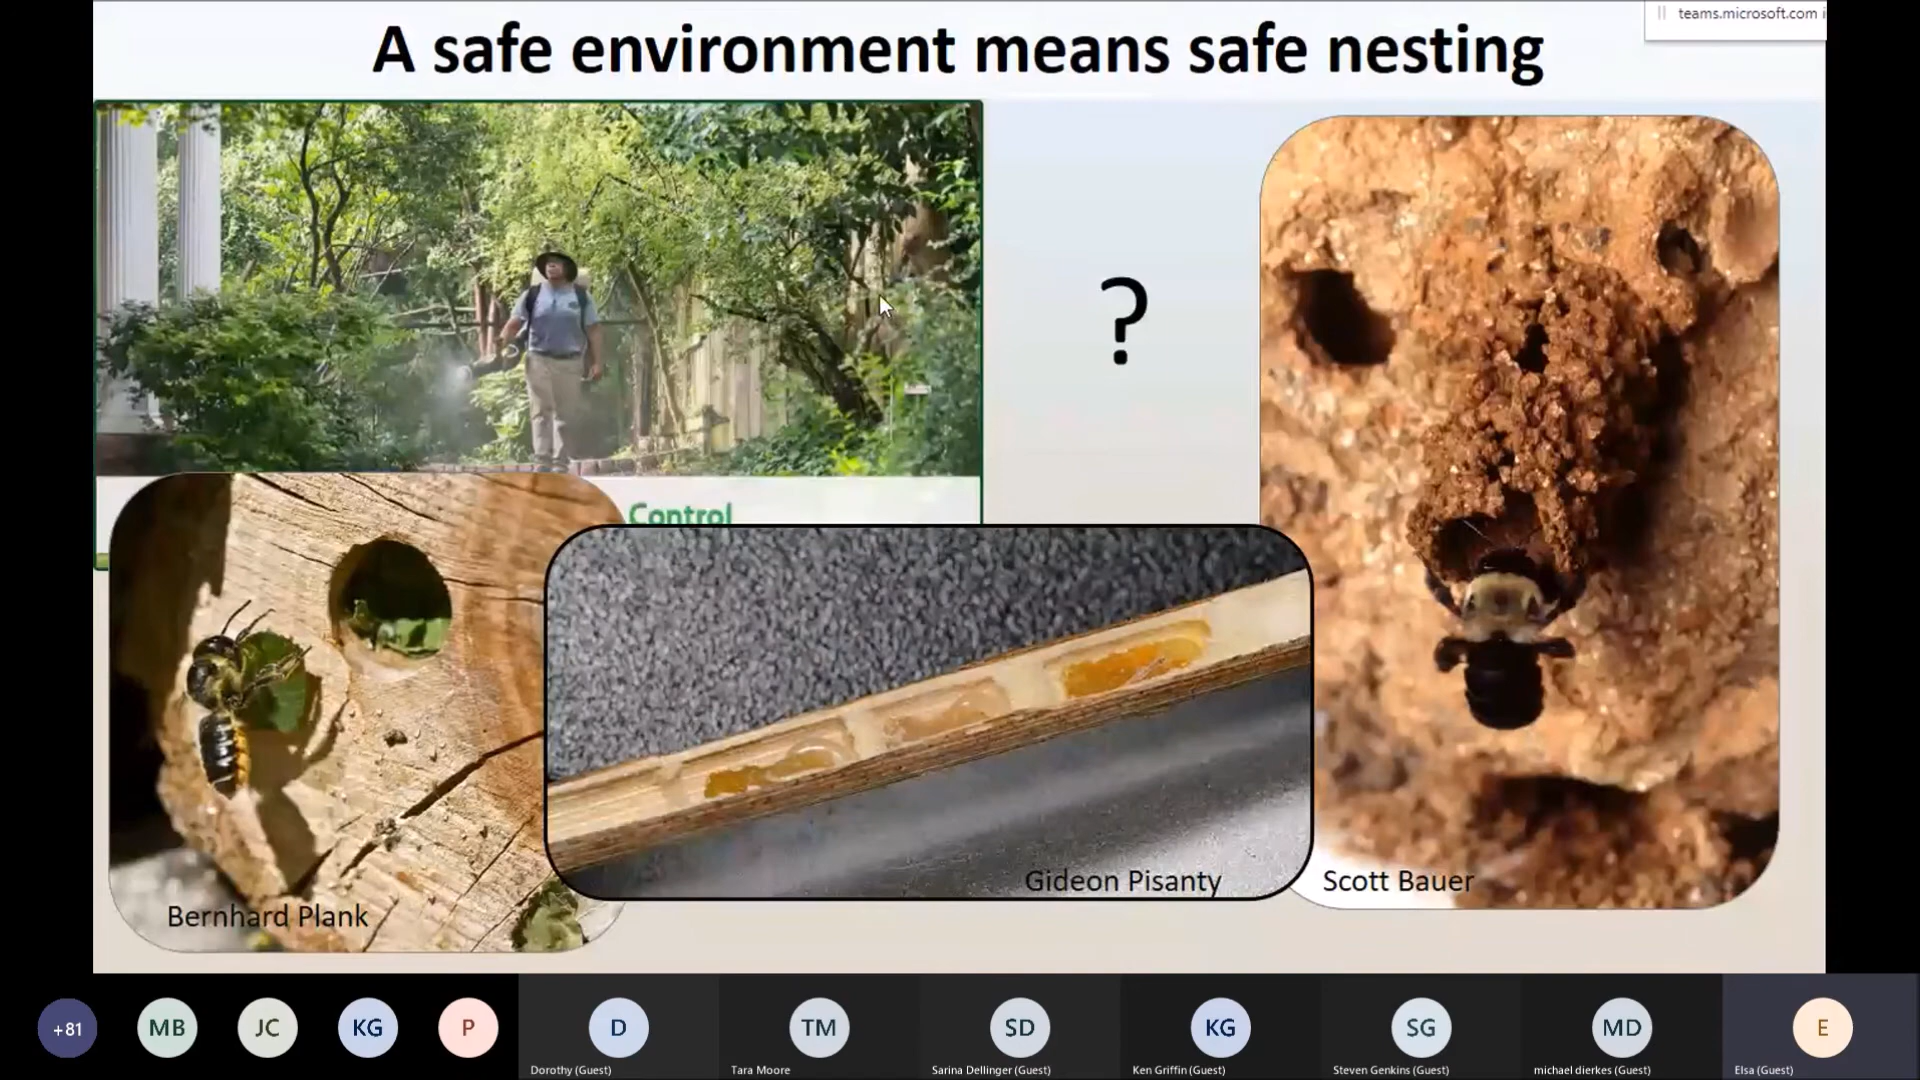 A safe environment means safe nesting
teams.microsoft.com i
?
Control
Bernhard Plank
Gideon Pisanty
Scott Bauer
+81
MB
JC
KG
P
D
TM
SD
KG
SG
MD
E
Dorothy (Guest)
Tara Moore
Sarina Dellinger (Guest)
Ken Griffin (Guest)
Steven Genkins (Guest)
michael dierkes (Guest)
Elsa (Guest)